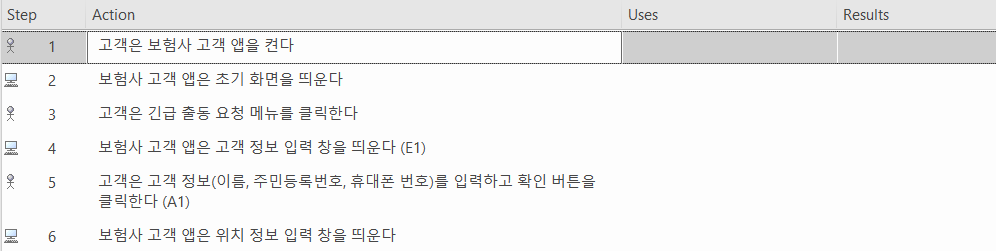 Step Action Uses Results
1 고객은 보험사 고객 앱을 켠다
2 보험사 고객 앱은 초기 화면을 띄운다
3 고객은 긴급 출동 요청 메뉴를 클릭한다
4 보험사 고객 앱은 고객 정보 입력 창을 띄운다 (E1)
5 고객은 고객 정보(이름, 주민등록번호, 휴대폰 번호)를 입력하고 확인 버튼을
클릭한다 (A1)
6 보험사 고객 앱은 위치 정보 입력 창을 띄운다